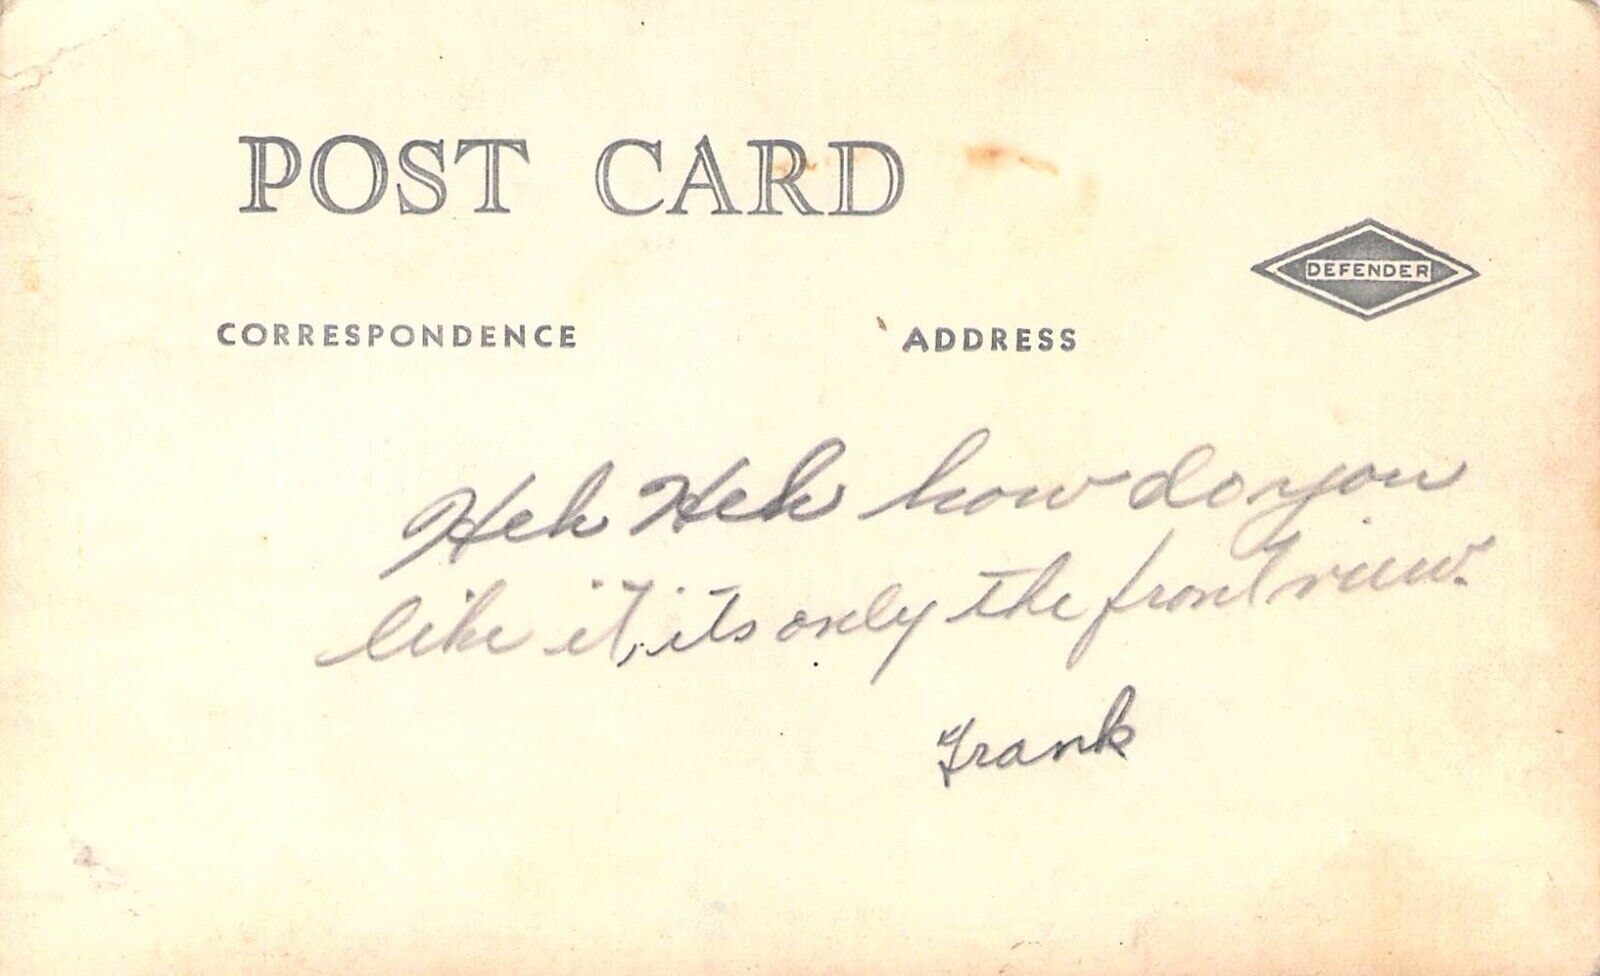 POST CARD
DEFENDER
CORRESPONDENCE ADDRESS
Heh Heh how do you
like it, its only the front view.
Frank